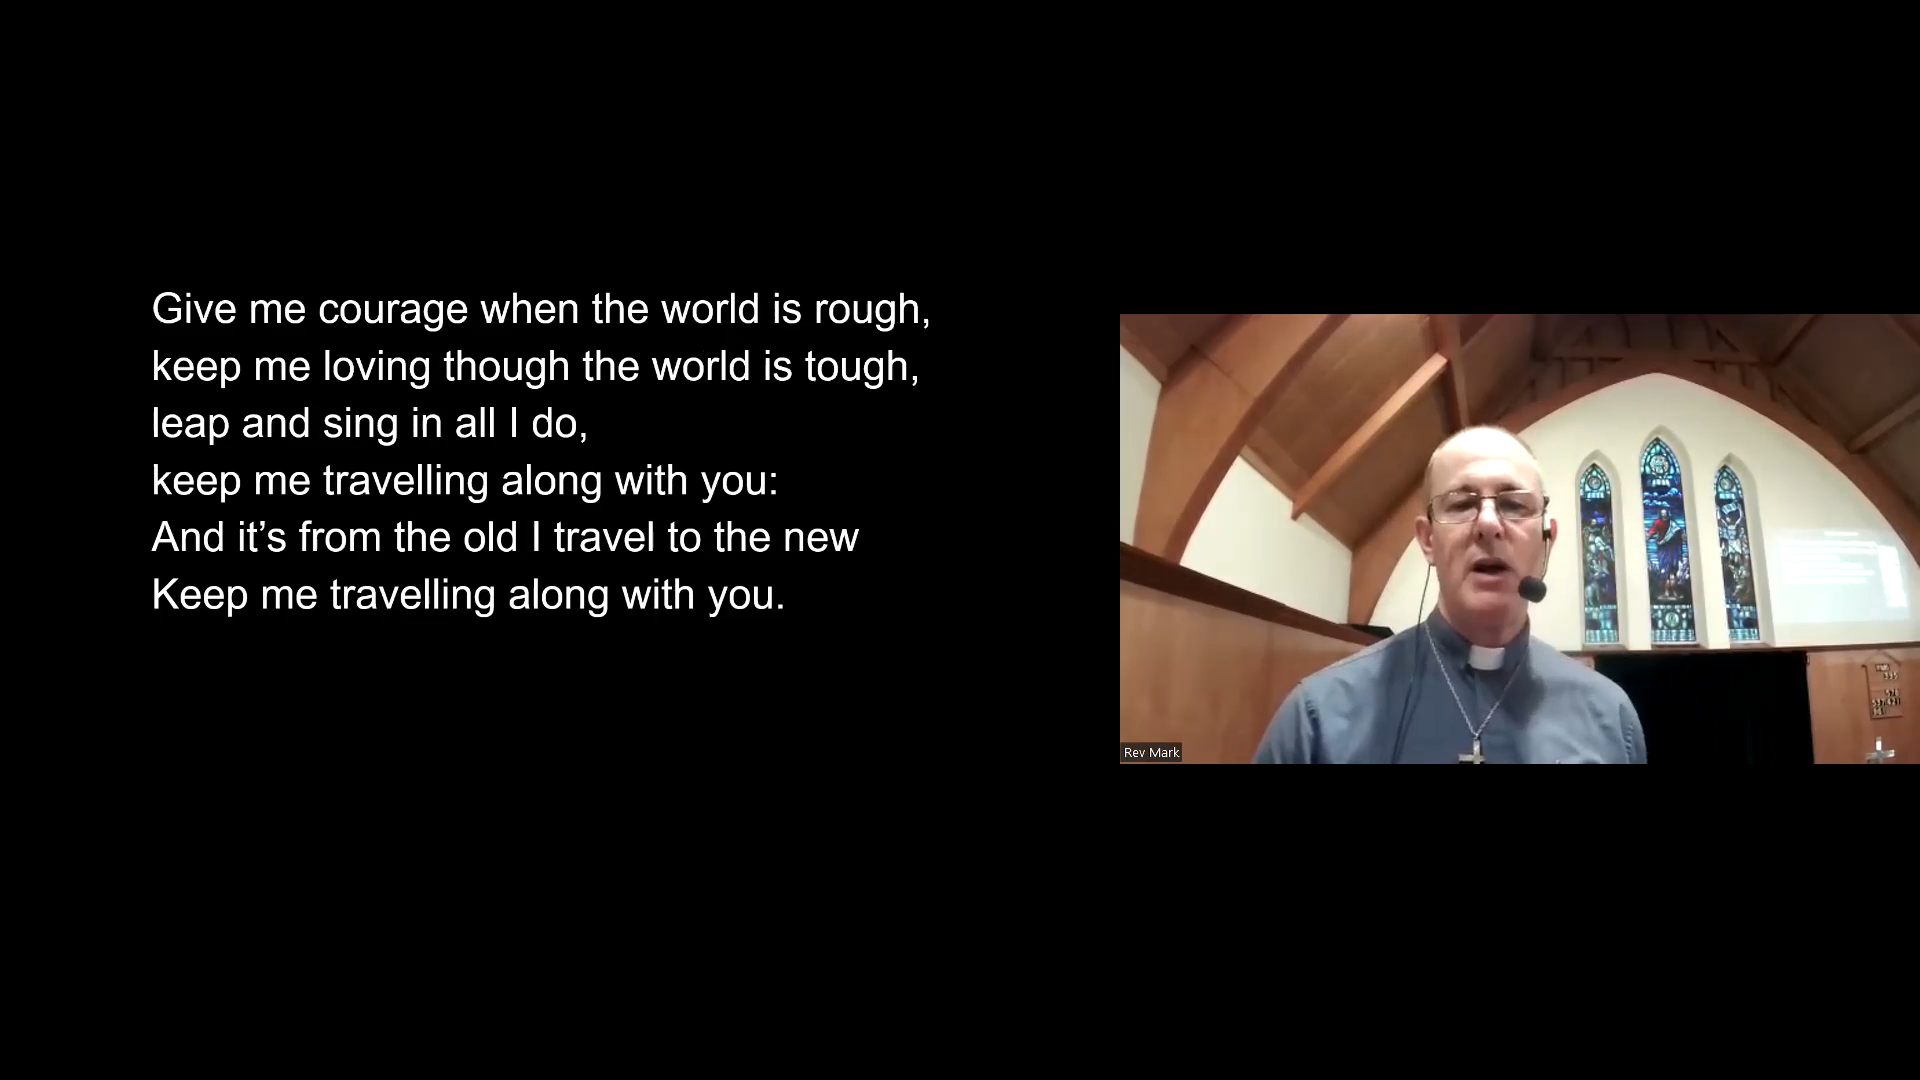 Give me courage when the world is rough,
keep me loving though the world is tough,
leap and sing in all I do,
keep me travelling along with you:
And it’s from the old I travel to the new
Keep me travelling along with you.
Rev Mark